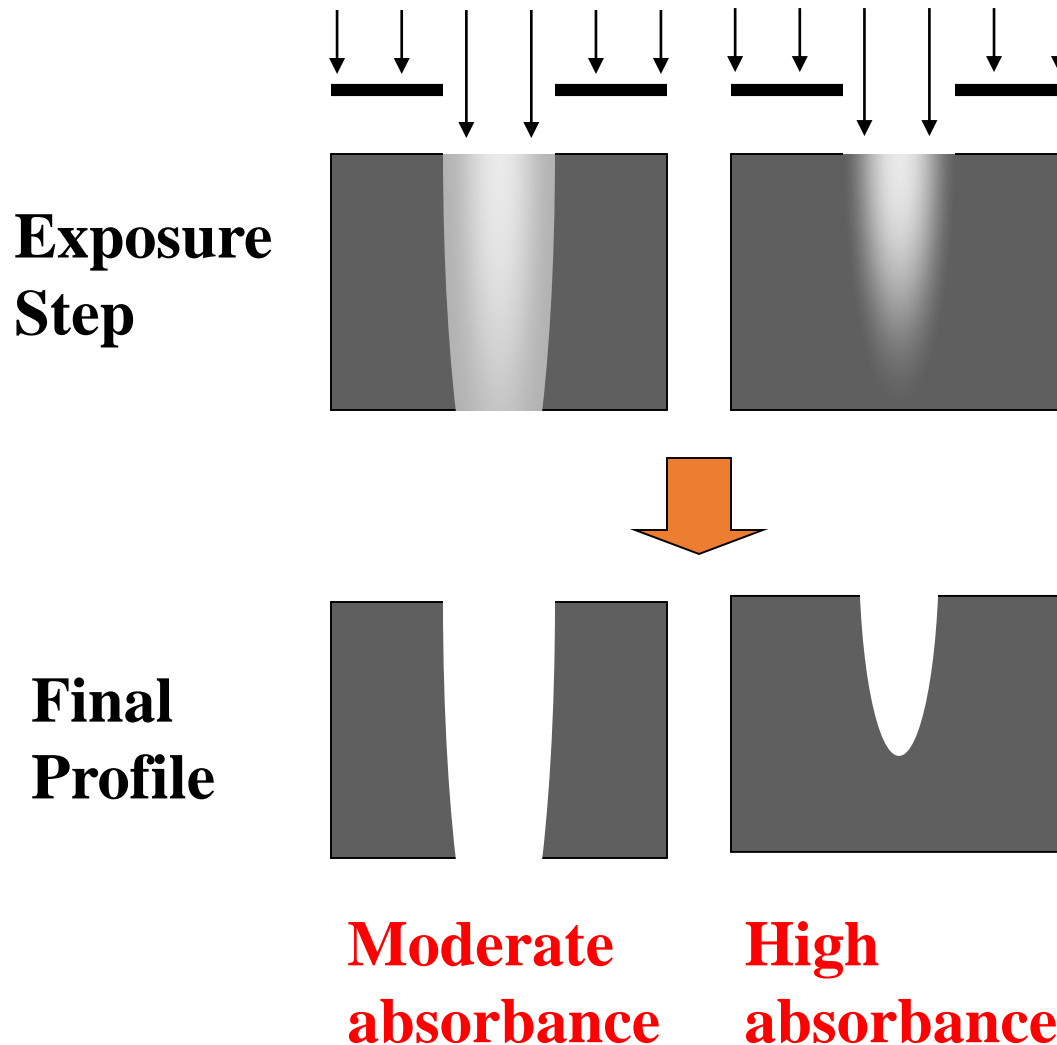 Exposure
Step
Final
Profile
Moderate
absorbance
High
absorbance